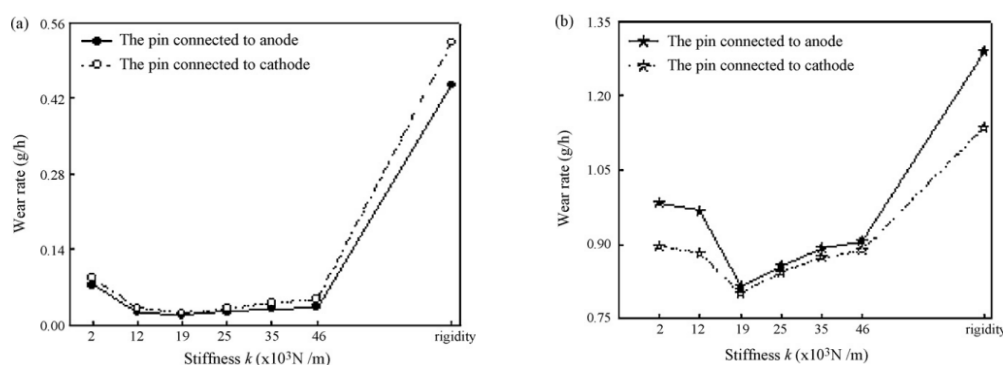 (a)
0.56
0.42
0.28
0.14
0.00
Wear rate (g/h)
The pin connected to anode
The pin connected to cathode
2 12 19 25 35 46 rigidity
Stiffness k (x10³N /m)
(b)
1.35
1.20
1.05
0.90
0.75
Wear rate (g/h)
The pin connected to anode
The pin connected to cathode
2 12 19 25 35 46 rigidity
Stiffness k (x10³N /m)